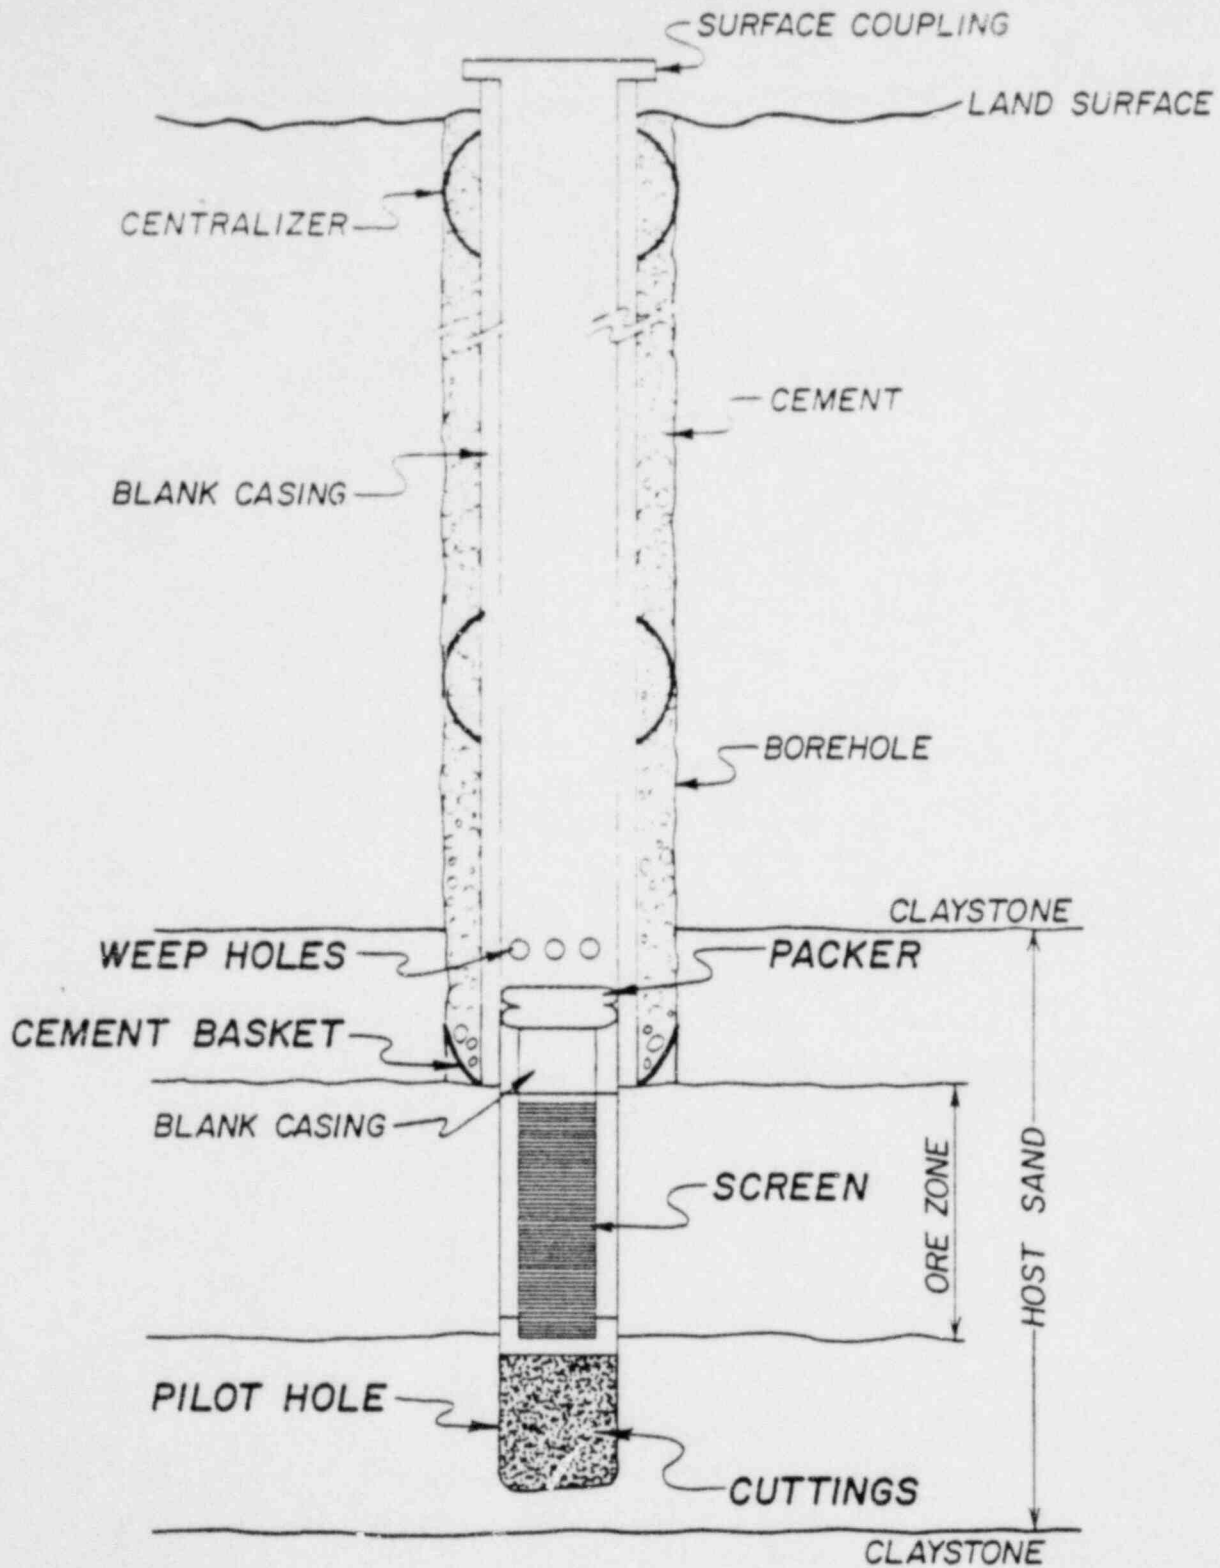 SURFACE COUPLING
LAND SURFACE
CENTRALIZER
CEMENT
BLANK CASING
BOREHOLE
CLAYSTONE
WEEP HOLES
PACKER
CEMENT BASKET
BLANK CASING
SCREEN
ORE ZONE
HOST SAND
PILOT HOLE
CUTTINGS
CLAYSTONE